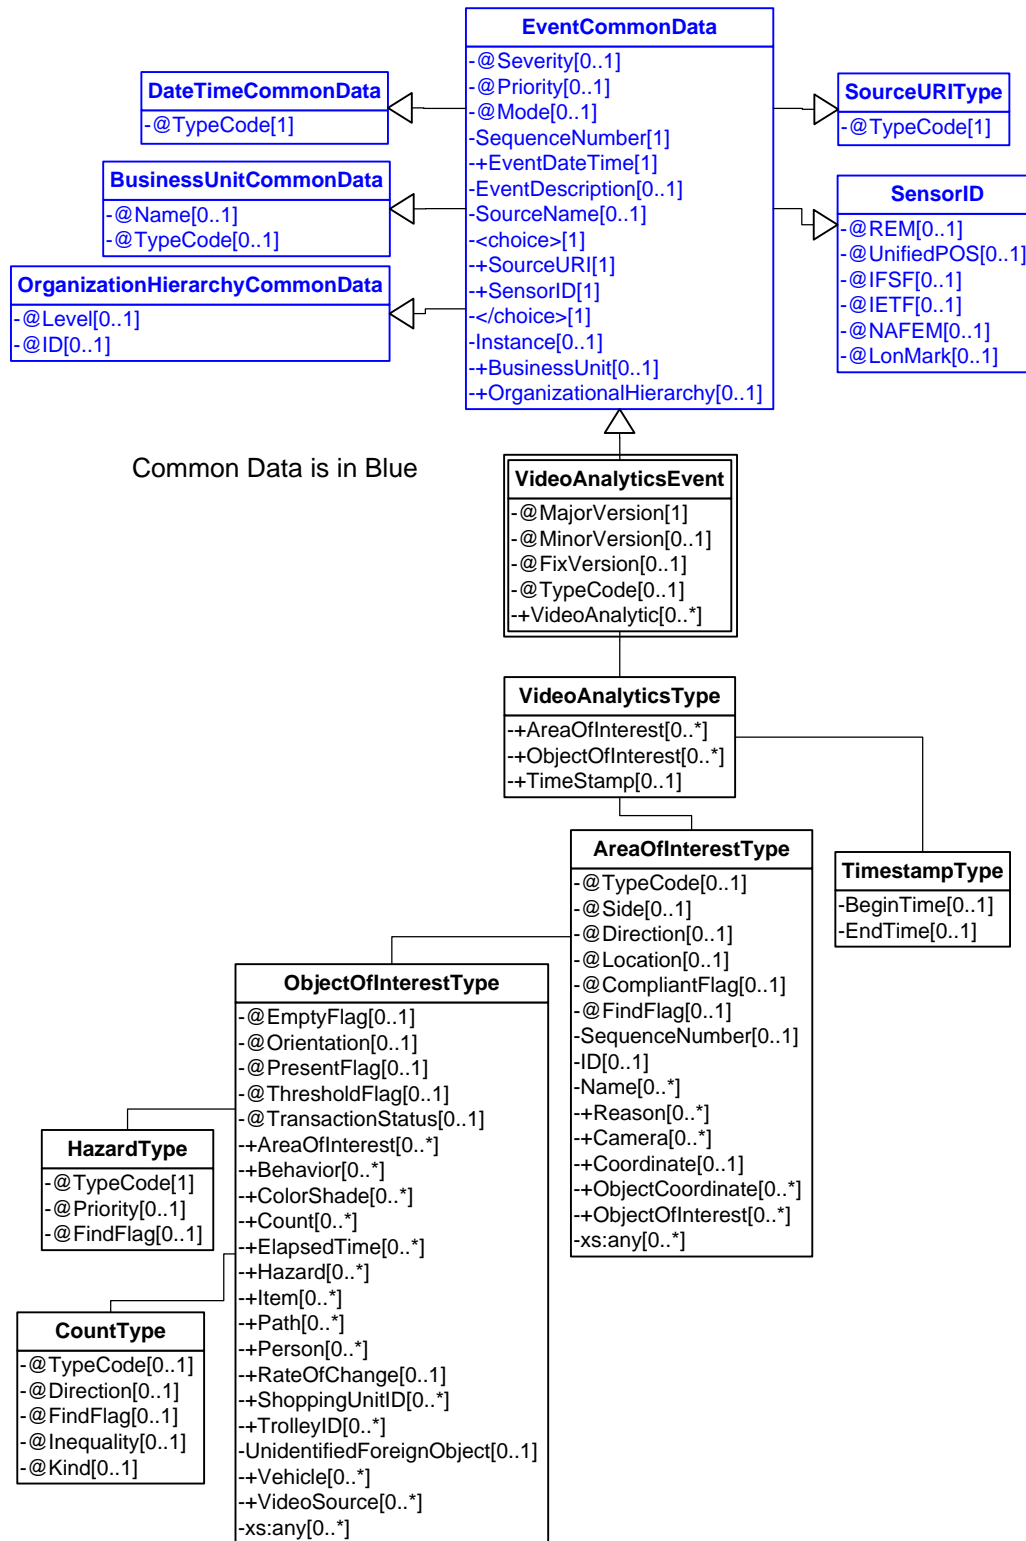 EventCommonData
-@Severity[0..1]
-@Priority[0..1]
-@Mode[0..1]
-SequenceNumber[1]
-+EventDateTime[1]
-EventDescription[0..1]
-SourceName[0..1]
-<choice>[1]
-+SourceURI[1]
-+SensorID[1]
-</choice>[1]
-Instance[0..1]
-+BusinessUnit[0..1]
-+OrganizationalHierarchy[0..1]
DateTimeCommonData
-@TypeCode[1]
BusinessUnitCommonData
-@Name[0..1]
-@TypeCode[0..1]
OrganizationHierarchyCommonData
-@Level[0..1]
-@ID[0..1]
SourceURIType
-@TypeCode[1]
SensorID
-@REM[0..1]
-@UnifiedPOS[0..1]
-@IFSF[0..1]
-@IETF[0..1]
-@NAFEM[0..1]
-@LonMark[0..1]
Common Data is in Blue
VideoAnalyticsEvent
-@MajorVersion[1]
-@MinorVersion[0..1]
-@FixVersion[0..1]
-@TypeCode[0..1]
-+VideoAnalytic[0..*]
VideoAnalyticsType
-+AreaOfInterest[0..*]
-+ObjectOfInterest[0..*]
-+TimeStamp[0..1]
AreaOfInterestType
-@TypeCode[0..1]
-@Side[0..1]
-@Direction[0..1]
-@Location[0..1]
-@CompliantFlag[0..1]
-@FindFlag[0..1]
-SequenceNumber[0..1]
-ID[0..1]
-Name[0..*]
-+Reason[0..*]
-+Camera[0..*]
-+Coordinate[0..1]
-+ObjectCoordinate[0..*]
-+ObjectOfInterest[0..*]
-xs:any[0..*]
TimestampType
-BeginTime[0..1]
-EndTime[0..1]
ObjectOfInterestType
-@EmptyFlag[0..1]
-@Orientation[0..1]
-@PresentFlag[0..1]
-@ThresholdFlag[0..1]
-@TransactionStatus[0..1]
-+AreaOfInterest[0..*]
-+Behavior[0..*]
-+ColorShade[0..*]
-+Count[0..*]
-+ElapsedTime[0..*]
-+Hazard[0..*]
-+Item[0..*]
-+Path[0..*]
-+Person[0..*]
-+RateOfChange[0..1]
-+ShoppingUnitID[0..*]
-+TrolleyID[0..*]
-UnidentifiedForeignObject[0..1]
-+Vehicle[0..*]
-+VideoSource[0..*]
-xs:any[0..*]
HazardType
-@TypeCode[1]
-@Priority[0..1]
-@FindFlag[0..1]
CountType
-@TypeCode[0..1]
-@Direction[0..1]
-@FindFlag[0..1]
-@Inequality[0..1]
-@Kind[0..1]